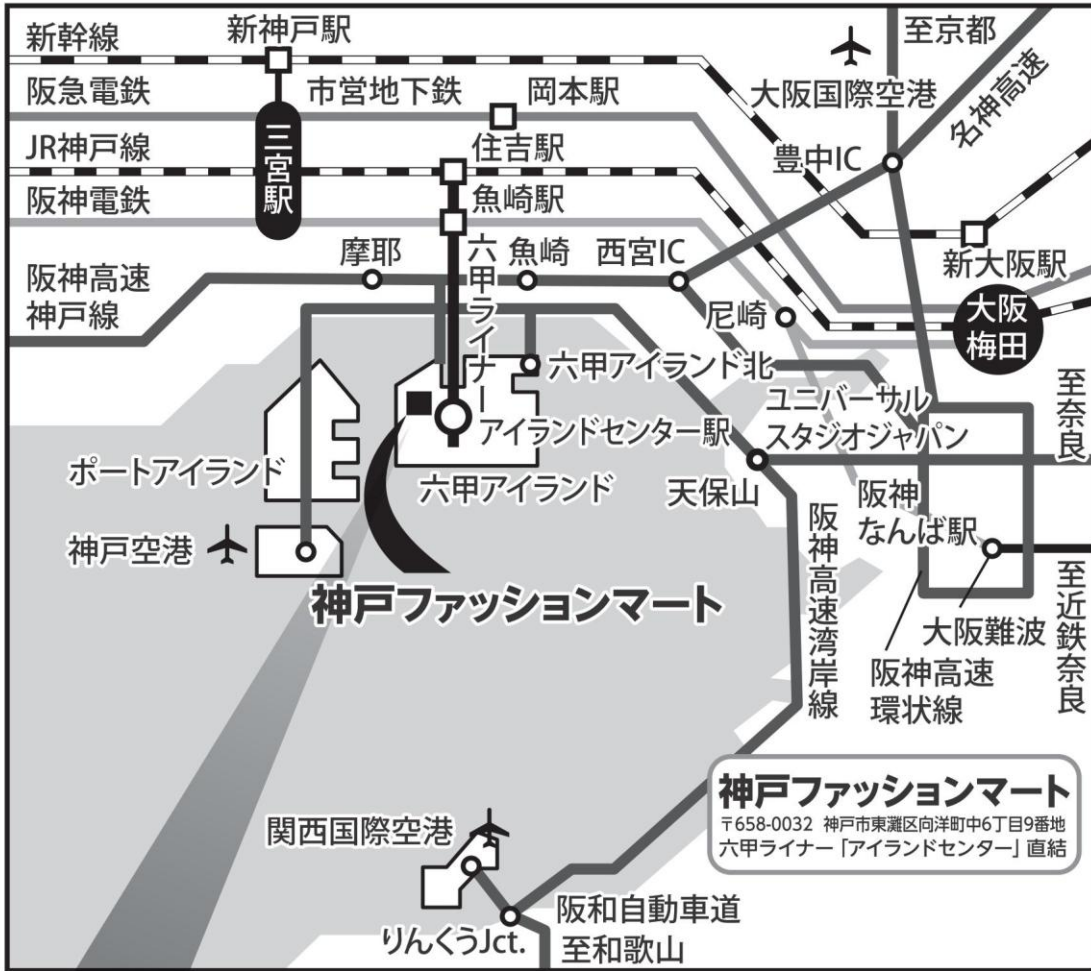 新幹線
新神戸駅
至京都
阪急電鉄
市営地下鉄
岡本駅
大阪国際空港
名神高速
JR神戸線
三宮駅
住吉駅
豊中IC
阪神電鉄
魚崎駅
摩耶
六甲ライナー
魚崎
西宮IC
新大阪駅
阪神高速
神戸線
尼崎
大阪
梅田
六甲アイランド北
至奈良
ユニバーサル
スタジオジャパン
アイランドセンター駅
ポートアイランド
六甲アイランド
天保山
阪神
なんば駅
阪神高速湾岸線
神戸空港
神戸ファッションマート
大阪難波
至近鉄奈良
阪神高速
環状線
神戸ファッションマート
〒658-0032 神戸市東灘区向洋町中6丁目9番地
六甲ライナー「アイランドセンター」直結
関西国際空港
りんくうJct.
阪和自動車道
至和歌山